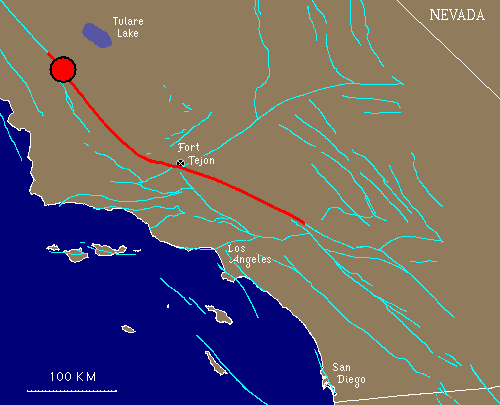 NEVADA
Tulare
Lake
Fort
Tejon
Los
Angeles
San
Diego
100 KM